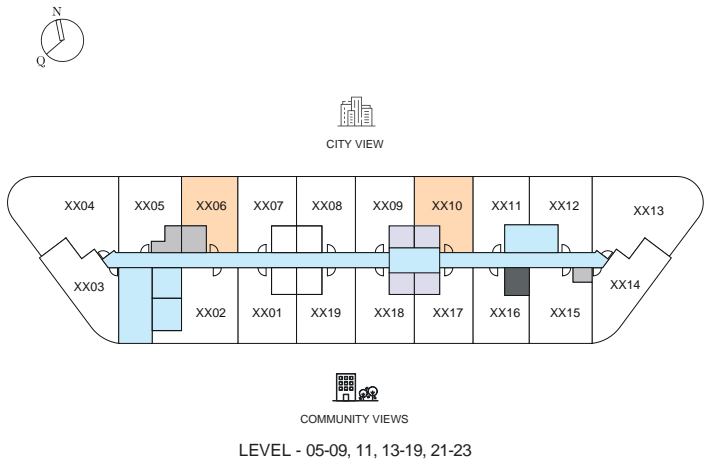 N
Q
CITY VIEW
XX04 XX05 XX06 XX07 XX08 XX09 XX10 XX11 XX12 XX13
XX03 XX14
XX02 XX01 XX19 XX18 XX17 XX16 XX15
COMMUNITY VIEWS
LEVEL - 05-09, 11, 13-19, 21-23